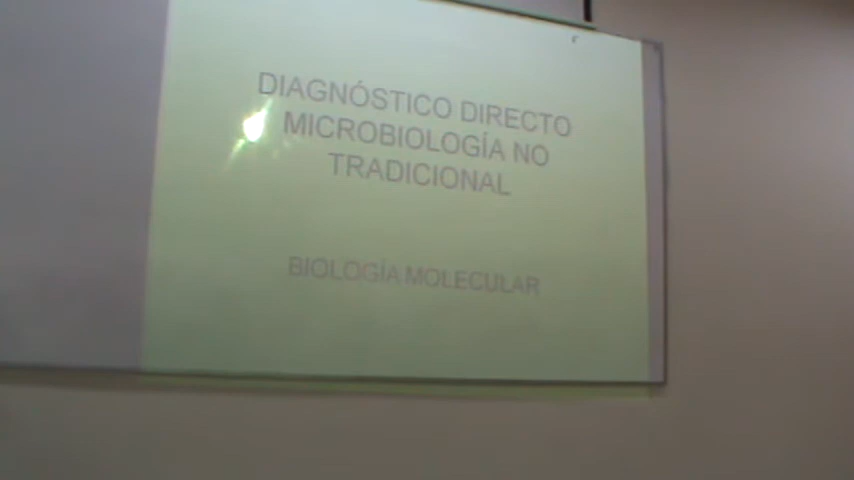 DIAGNÓSTICO DIRECTO
MICROBIOLOGÍA NO
TRADICIONAL
BIOLOGÍA MOLECULAR